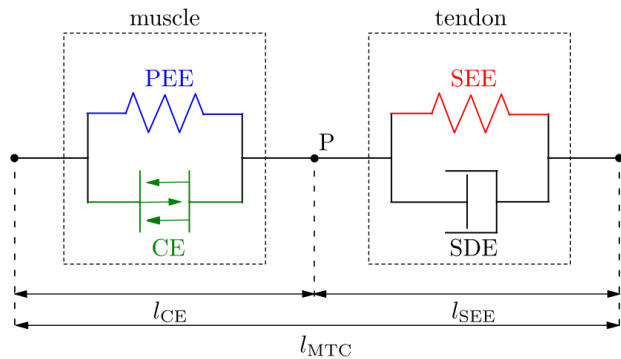 muscle
tendon
PEE
SEE
P
CE
SDE
l_CE
l_SEE
l_MTC